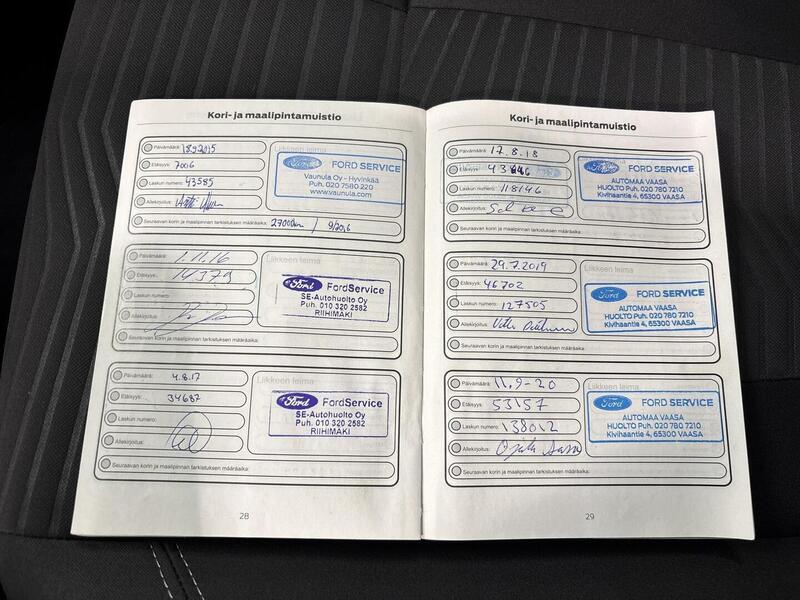 Kori- ja maalipintamuistio
Päivämäärä: 18.9.2015
Etäisyys: 7006
Laskun numero: 43585
Allekirjoitus:
Liikkeen leima
Ford FORD SERVICE
Vaunula Oy - Hyvinkää
Puh. 020 7580 220
www.vaunula.com
Seuraavan korin ja maalipinnan tarkistuksen määräaika: 27000km / 9/2016
Päivämäärä: 1.11.16
Etäisyys: 14379
Laskun numero:
Allekirjoitus:
Liikkeen leima
Ford FordService
SE-Autohuolto Oy
Puh. 010 320 2582
RIIHIMÄKI
Seuraavan korin ja maalipinnan tarkistuksen määräaika:
Päivämäärä: 4.8.17
Etäisyys: 34687
Laskun numero:
Allekirjoitus:
Liikkeen leima
Ford FordService
SE-Autohuolto Oy
Puh. 010 320 2582
RIIHIMÄKI
Seuraavan korin ja maalipinnan tarkistuksen määräaika:
28
Kori- ja maalipintamuistio
Päivämäärä: 17.8.18
Etäisyys:
Laskun numero: 118146
Allekirjoitus:
Ford FORD SERVICE
AUTOMAA VAASA
HUOLTO Puh. 020 780 7210
Kivihaantie 4, 65300 VAASA
Seuraavan korin ja maalipinnan tarkistuksen määräaika:
Päivämäärä: 29.7.2019
Etäisyys: 46702
Laskun numero: 127505
Allekirjoitus:
Liikkeen leima
Ford FORD SERVICE
AUTOMAA VAASA
HUOLTO Puh. 020 780 7210
Kivihaantie 4, 65300 VAASA
Seuraavan korin ja maalipinnan tarkistuksen määräaika:
Päivämäärä: 11.9-20
Etäisyys: 53157
Laskun numero: 138012
Allekirjoitus:
Liikkeen leima
Ford FORD SERVICE
AUTOMAA VAASA
HUOLTO Puh. 020 780 7210
Kivihaantie 4, 65300 VAASA
Seuraavan korin ja maalipinnan tarkistuksen määräaika:
29